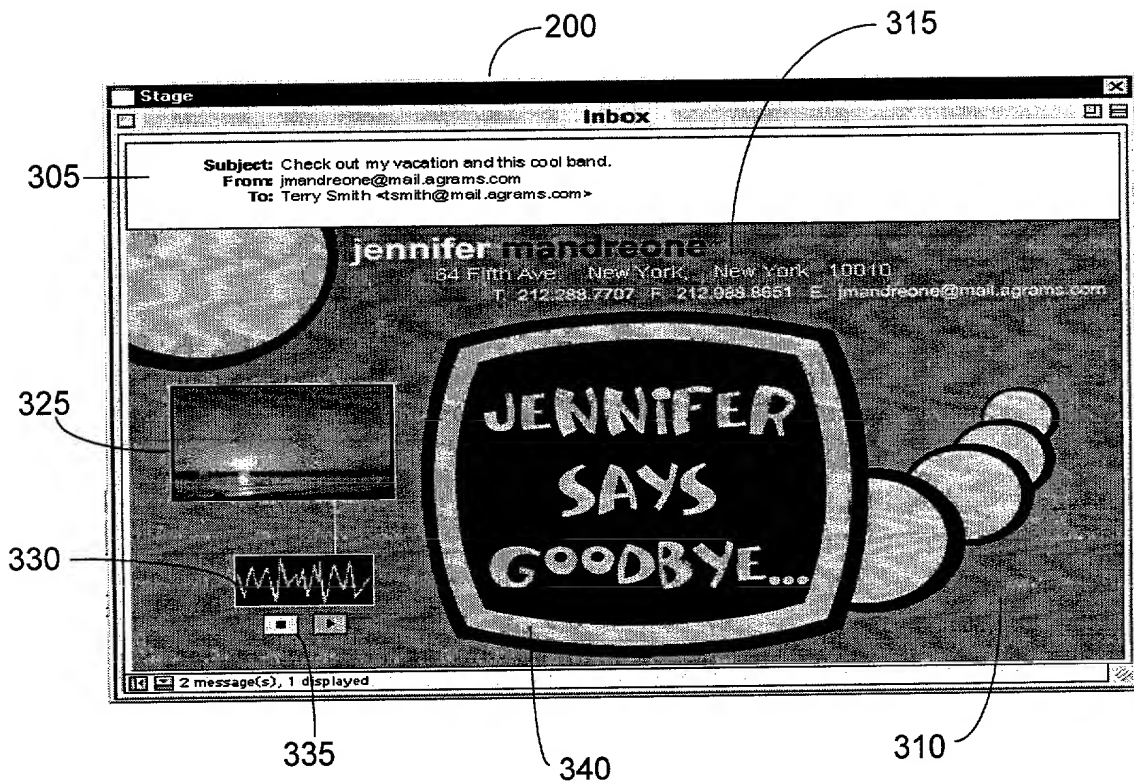 200
315
Stage
Inbox
305
Subject: Check out my vacation and this cool band.
From: jmandreone@mail.agrams.com
To: Terry Smith <tsmith@mail.agrams.com>
jennifer mandreone
64 Fifth Ave New York, New York 10010
T. 212.288.7707 F. 212.988.8651 E. jmandreone@mail.agrams.com
325
JENNiFER
SAYS
GOODBYE...
330
2 message(s), 1 displayed
335
340
310